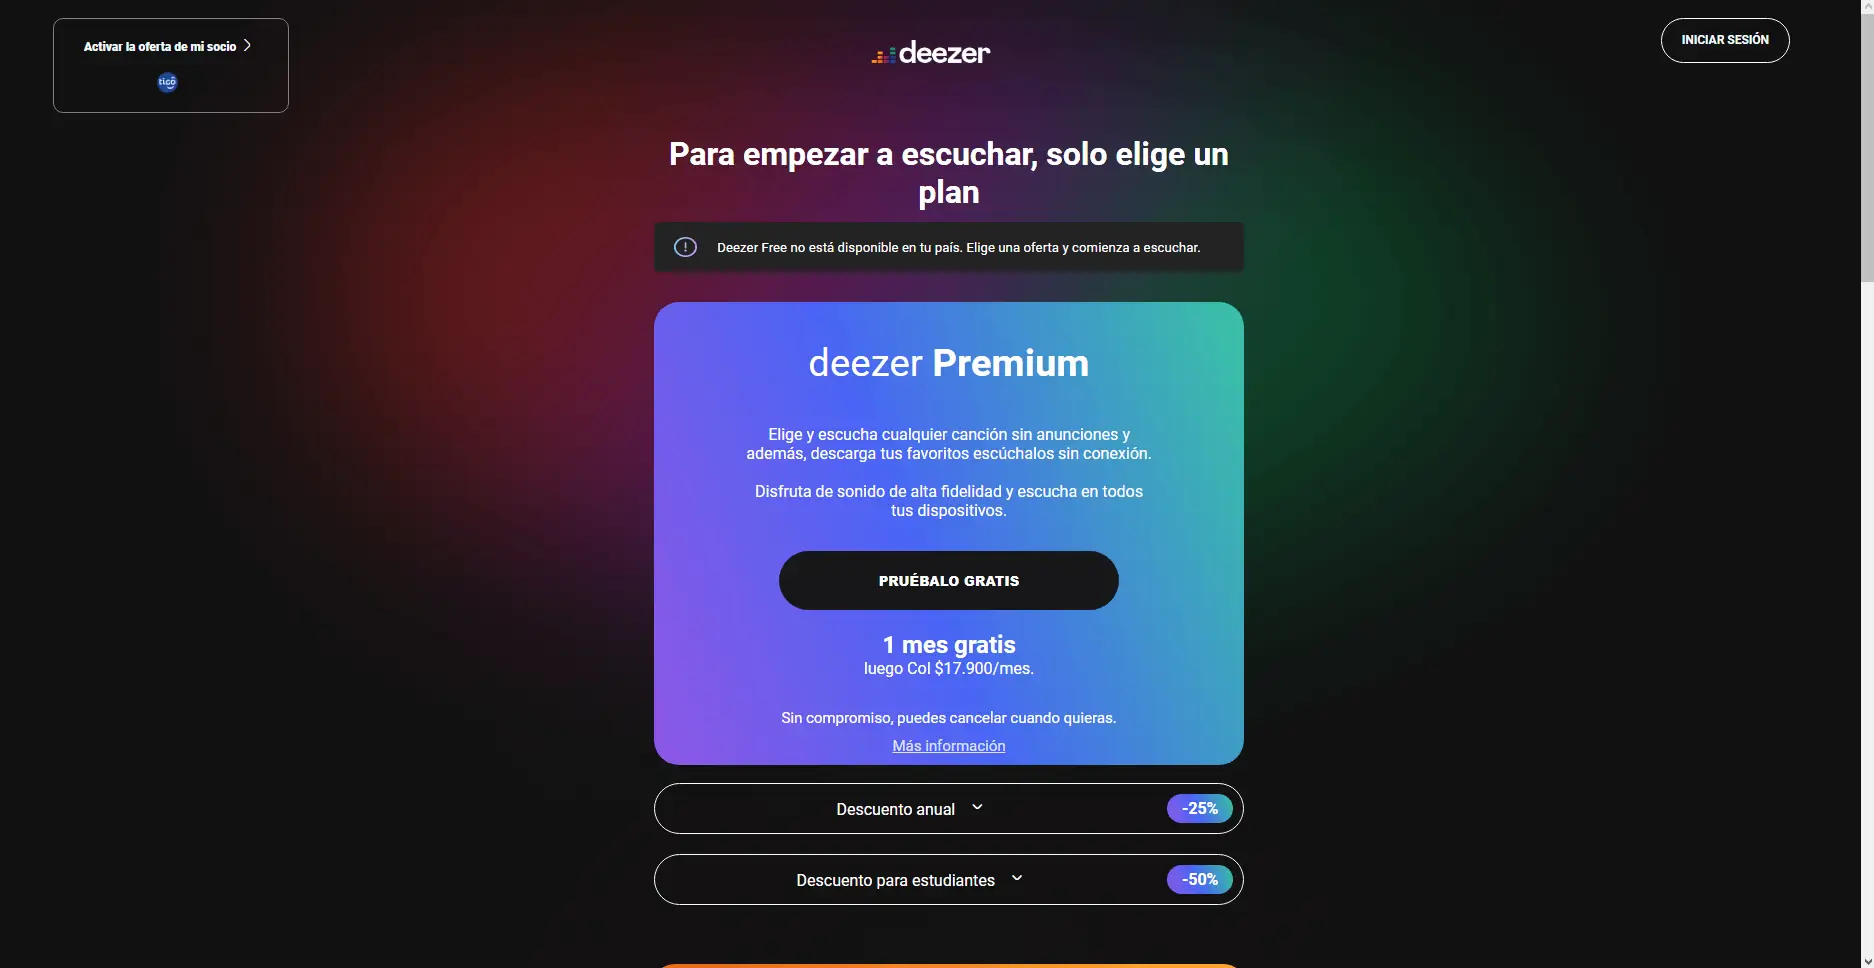 Activar la oferta de mi socio
tigo
deezer
INICIAR SESIÓN
Para empezar a escuchar, solo elige un
plan
Deezer Free no está disponible en tu país. Elige una oferta y comienza a escuchar.
deezer Premium
Elige y escucha cualquier canción sin anunciones y
además, descarga tus favoritos escúchalos sin conexión.
Disfruta de sonido de alta fidelidad y escucha en todos
tus dispositivos.
PRUÉBALO GRATIS
1 mes gratis
luego Col $17.900/mes.
Sin compromiso, puedes cancelar cuando quieras.
Más información
Descuento anual
-25%
Descuento para estudiantes
-50%